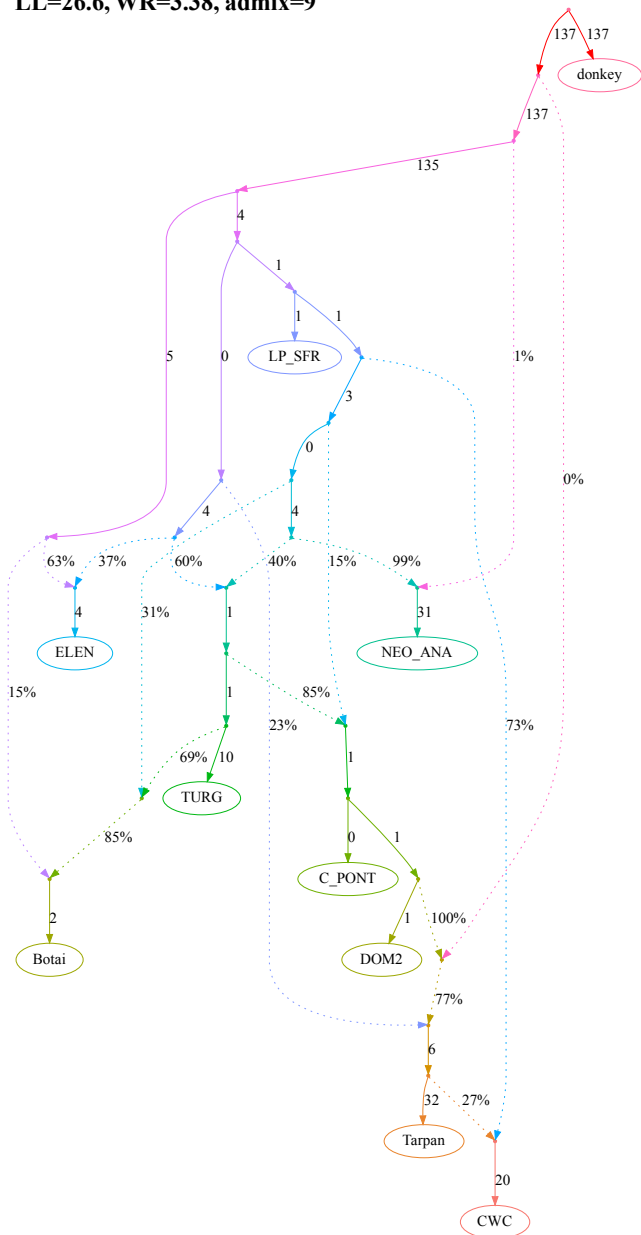 LL=26.6, WR=3.38, admix=9
137 137
donkey
137
135
4
1
1 1
LP_SFR
5 0 1%
3
0 0%
4 4
63% 37% 60% 40% 15% 99%
31%
4 1 31
ELEN NEO_ANA
15% 1 85% 23% 73%
69% 10
TURG
1
85% 0 1
C_PONT
100%
2 1
Botai DOM2
77%
6
32 27%
Tarpan
20
CWC